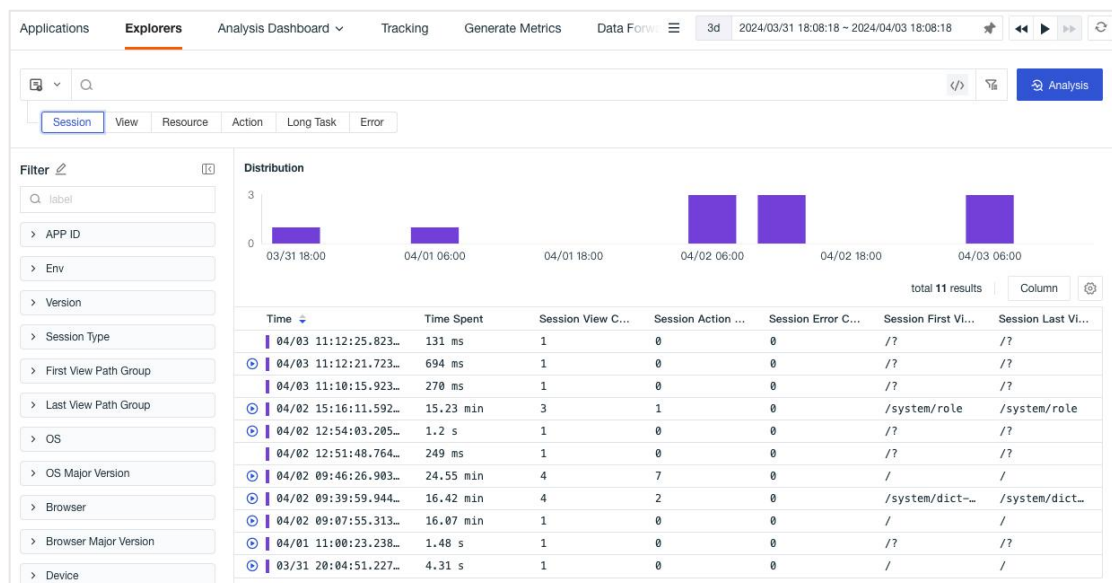 Applications Explorers Analysis Dashboard Tracking Generate Metrics Data Forw 3d 2024/03/31 18:08:18 ~ 2024/04/03 18:08:18
</> Analysis
Session View Resource Action Long Task Error
Filter
label
APP ID
Env
Version
Session Type
First View Path Group
Last View Path Group
OS
OS Major Version
Browser
Browser Major Version
Device
Distribution
3
0
03/31 18:00 04/01 06:00 04/01 18:00 04/02 06:00 04/02 18:00 04/03 06:00
total 11 results Column
Time Time Spent Session View C... Session Action ... Session Error C... Session First Vi... Session Last Vi...
04/03 11:12:25.823… 131 ms 1 0 0 /? /?
04/03 11:12:21.723… 694 ms 1 0 0 /? /?
04/03 11:10:15.923… 270 ms 1 0 0 /? /?
04/02 15:16:11.592… 15.23 min 3 1 0 /system/role /system/role
04/02 12:54:03.205… 1.2 s 1 0 0 /? /?
04/02 12:51:48.764… 249 ms 1 0 0 /? /?
04/02 09:46:26.903… 24.55 min 4 7 0 / /
04/02 09:39:59.944… 16.42 min 4 2 0 /system/dict-… /system/dict…
04/02 09:07:55.313… 16.07 min 1 0 0 / /
04/01 11:00:23.238… 1.48 s 1 0 0 /? /?
03/31 20:04:51.227… 4.31 s 1 0 0 / /